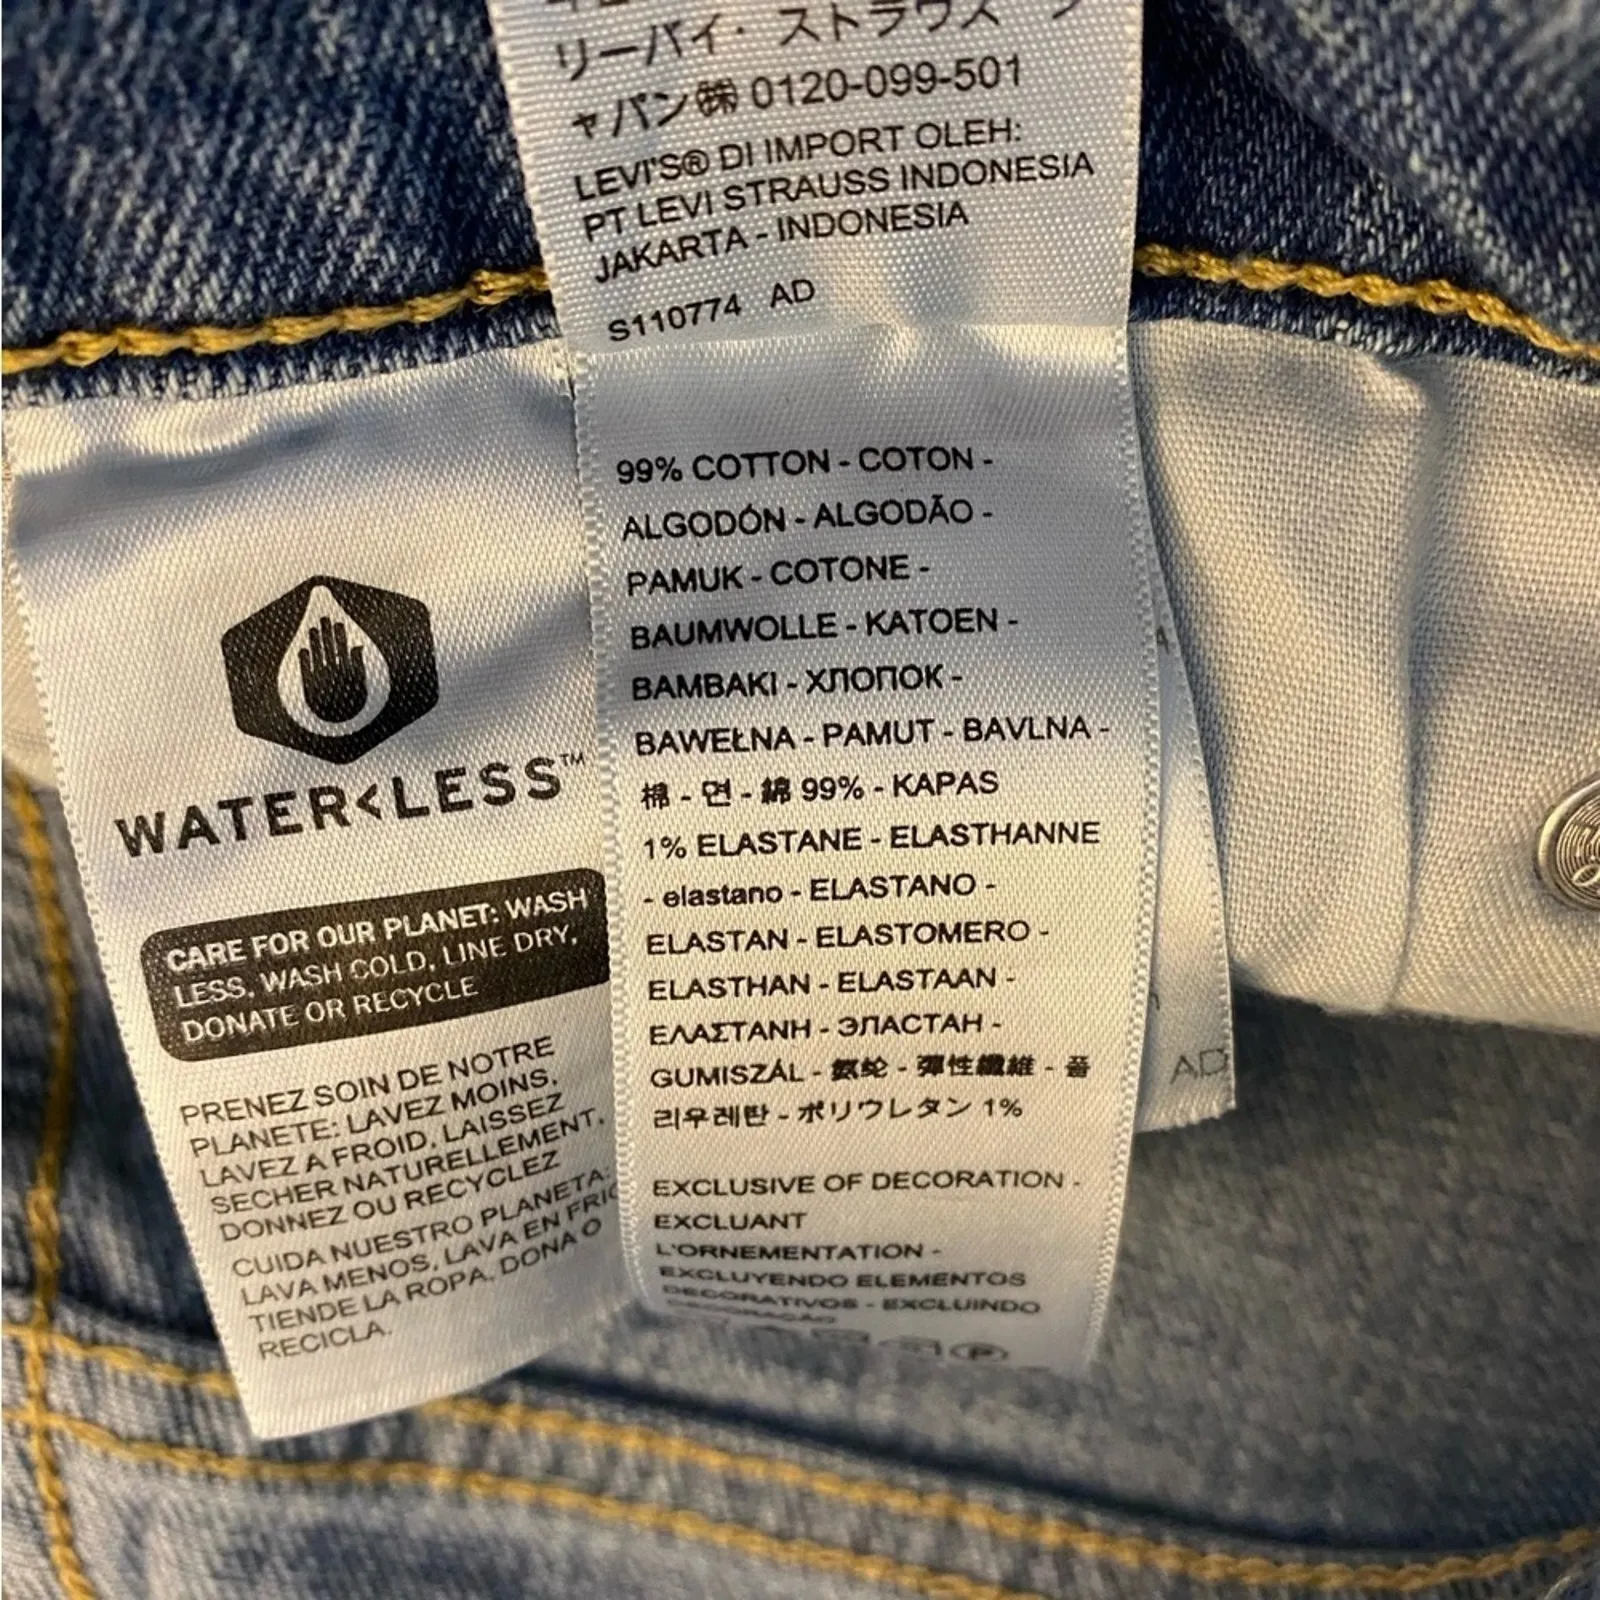 リーバイ・ストラウス
ャパン㈱ 0120-099-501
LEVI'S® DI IMPORT OLEH:
PT LEVI STRAUSS INDONESIA
JAKARTA - INDONESIA
S110774 AD
WATER<LESS™
CARE FOR OUR PLANET: WASH
LESS, WASH COLD, LINE DRY,
DONATE OR RECYCLE
PRENEZ SOIN DE NOTRE
PLANETE: LAVEZ MOINS,
LAVEZ A FROID, LAISSEZ
SECHER NATURELLEMENT,
DONNEZ OU RECYCLEZ
CUIDA NUESTRO PLANETA:
LAVA MENOS, LAVA EN
TIENDE LA ROPA, DONA O
RECICLA.
99% COTTON - COTON -
ALGODÓN - ALGODÃO -
PAMUK - COTONE -
BAUMWOLLE - KATOEN -
BAMBAKI - ХЛОПОК -
BAWEŁNA - PAMUT - BAVLNA -
棉 - 면 - 綿 99% - KAPAS
1% ELASTANE - ELASTHANNE
- elastano - ELASTANO -
ELASTAN - ELASTOMERO -
ELASTHAN - ELASTAAN -
ΕΛΑΣΤΑΝΗ - ЭЛАСТАН -
GUMISZÁL - 氨纶 - 彈性纖維 - 폴
리우레탄 - ポリウレタン 1%
EXCLUSIVE OF DECORATION -
EXCLUANT
L'ORNEMENTATION -
EXCLUYENDO ELEMENTOS
DECORATIVOS - EXCLUINDO
DECORAÇÃO
P
AD